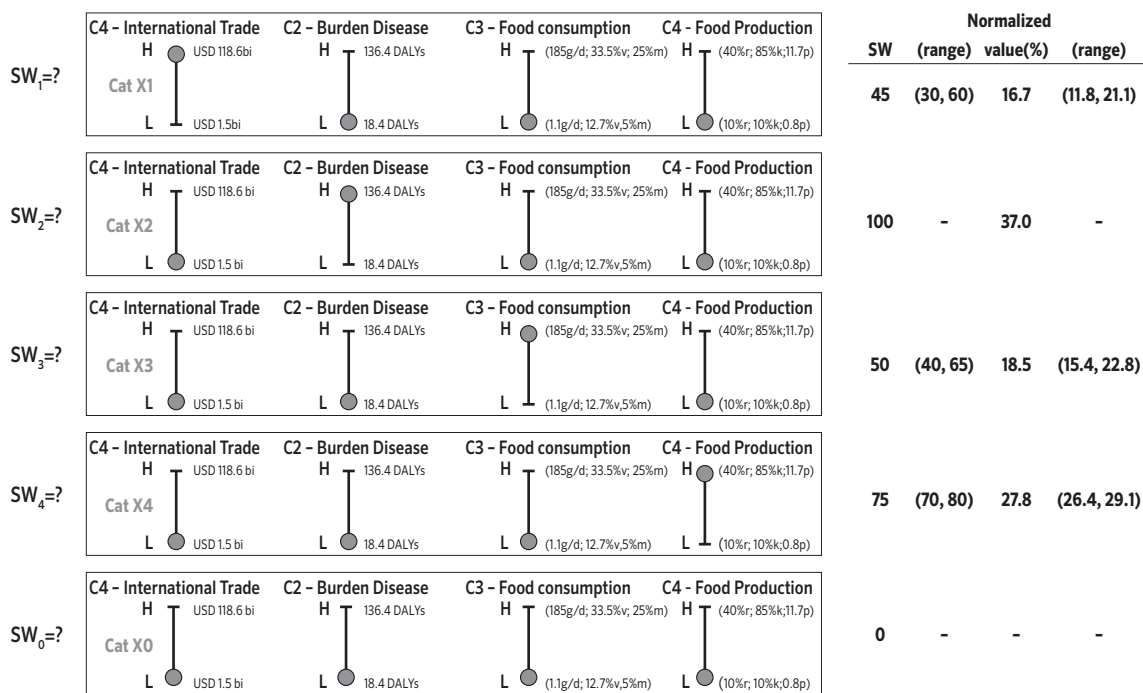 Normalized
SW (range) value(%) (range)
C4 – International Trade C2 – Burden Disease C3 – Food consumption C4 - Food Production
H USD 118.6bi H 136.4 DALYs H (185g/d; 33.5%v; 25%m) H (40%r; 85%k;11.7p)
SW1=? Cat X1 45 (30, 60) 16.7 (11.8, 21.1)
L USD 1.5bi L 18.4 DALYs L (1.1g/d; 12.7%v,5%m) L (10%r; 10%k;0.8p)
C4 – International Trade C2 – Burden Disease C3 – Food consumption C4 - Food Production
H USD 118.6 bi H 136.4 DALYs H (185g/d; 33.5%v; 25%m) H (40%r; 85%k;11.7p)
SW2=? Cat X2 100 – 37.0 –
L USD 1.5 bi L 18.4 DALYs L (1.1g/d; 12.7%v,5%m) L (10%r; 10%k;0.8p)
C4 – International Trade C2 – Burden Disease C3 – Food consumption C4 - Food Production
H USD 118.6 bi H 136.4 DALYs H (185g/d; 33.5%v; 25%m) H (40%r; 85%k;11.7p)
SW3=? Cat X3 50 (40, 65) 18.5 (15.4, 22.8)
L USD 1.5 bi L 18.4 DALYs L (1.1g/d; 12.7%v,5%m) L (10%r; 10%k;0.8p)
C4 – International Trade C2 – Burden Disease C3 – Food consumption C4 - Food Production
H USD 118.6 bi H 136.4 DALYs H (185g/d; 33.5%v; 25%m) H (40%r; 85%k;11.7p)
SW4=? Cat X4 75 (70, 80) 27.8 (26.4, 29.1)
L USD 1.5 bi L 18.4 DALYs L (1.1g/d; 12.7%v,5%m) L (10%r; 10%k;0.8p)
C4 – International Trade C2 – Burden Disease C3 – Food consumption C4 - Food Production
H USD 118.6 bi H 136.4 DALYs H (185g/d; 33.5%v; 25%m) H (40%r; 85%k;11.7p)
SW0=? Cat X0 0 – – –
L USD 1.5 bi L 18.4 DALYs L (1.1g/d; 12.7%v,5%m) L (10%r; 10%k;0.8p)